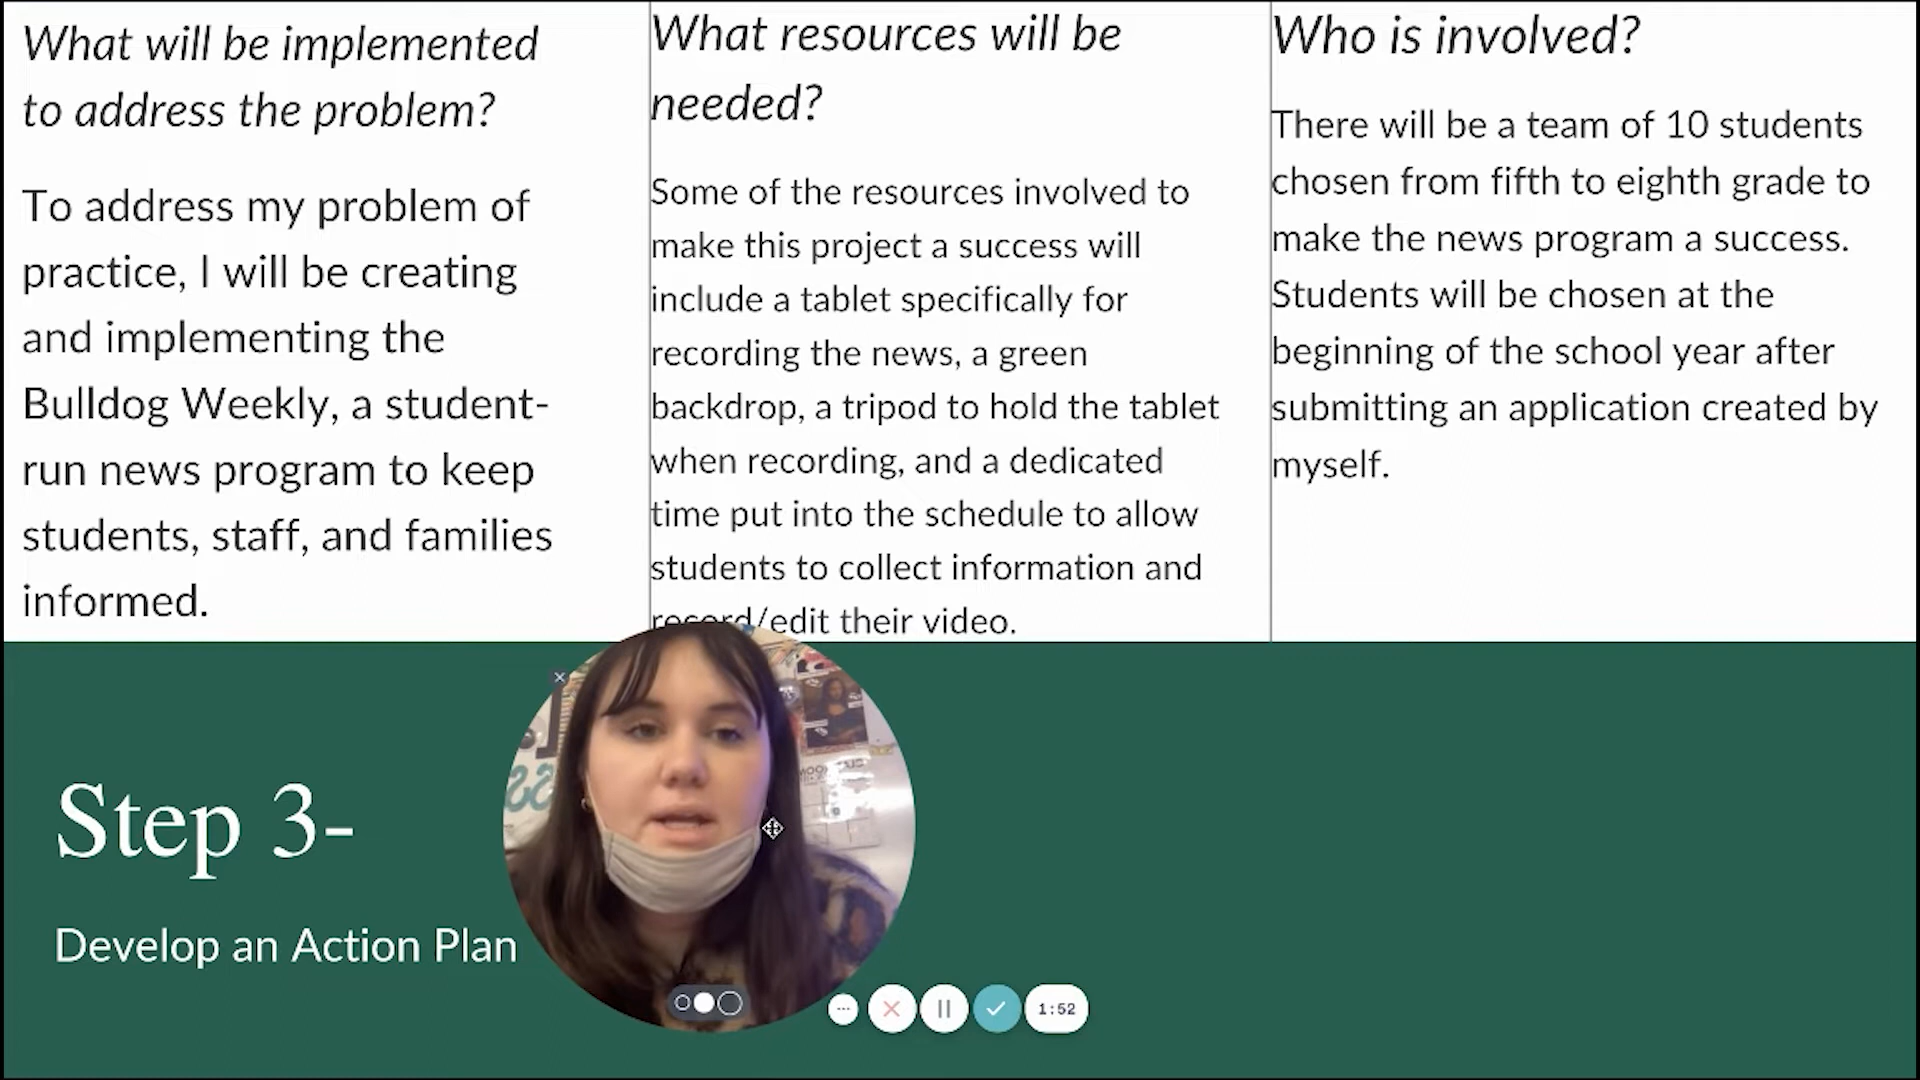 What will be implemented
to address the problem?
To address my problem of
practice, I will be creating
and implementing the
Bulldog Weekly, a student-
run news program to keep
students, staff, and families
informed.
What resources will be
needed?
Some of the resources involved to
make this project a success will
include a tablet specifically for
recording the news, a green
backdrop, a tripod to hold the tablet
when recording, and a dedicated
time put into the schedule to allow
students to collect information and
record/edit their video.
Who is involved?
There will be a team of 10 students
chosen from fifth to eighth grade to
make the news program a success.
Students will be chosen at the
beginning of the school year after
submitting an application created by
myself.
Step 3-
Develop an Action Plan
1:52